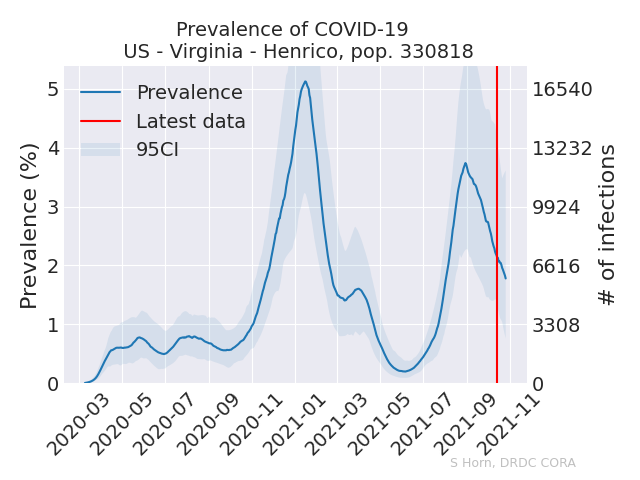 Prevalence of COVID-19
US - Virginia - Henrico, pop. 330818
Prevalence
Latest data
95CI
Prevalence (%)
5
4
3
2
1
0
16540
13232
9924
6616
3308
0
# of infections
2020-03
2020-05
2020-07
2020-09
2020-11
2021-01
2021-03
2021-05
2021-07
2021-09
2021-11
S Horn, DRDC CORA